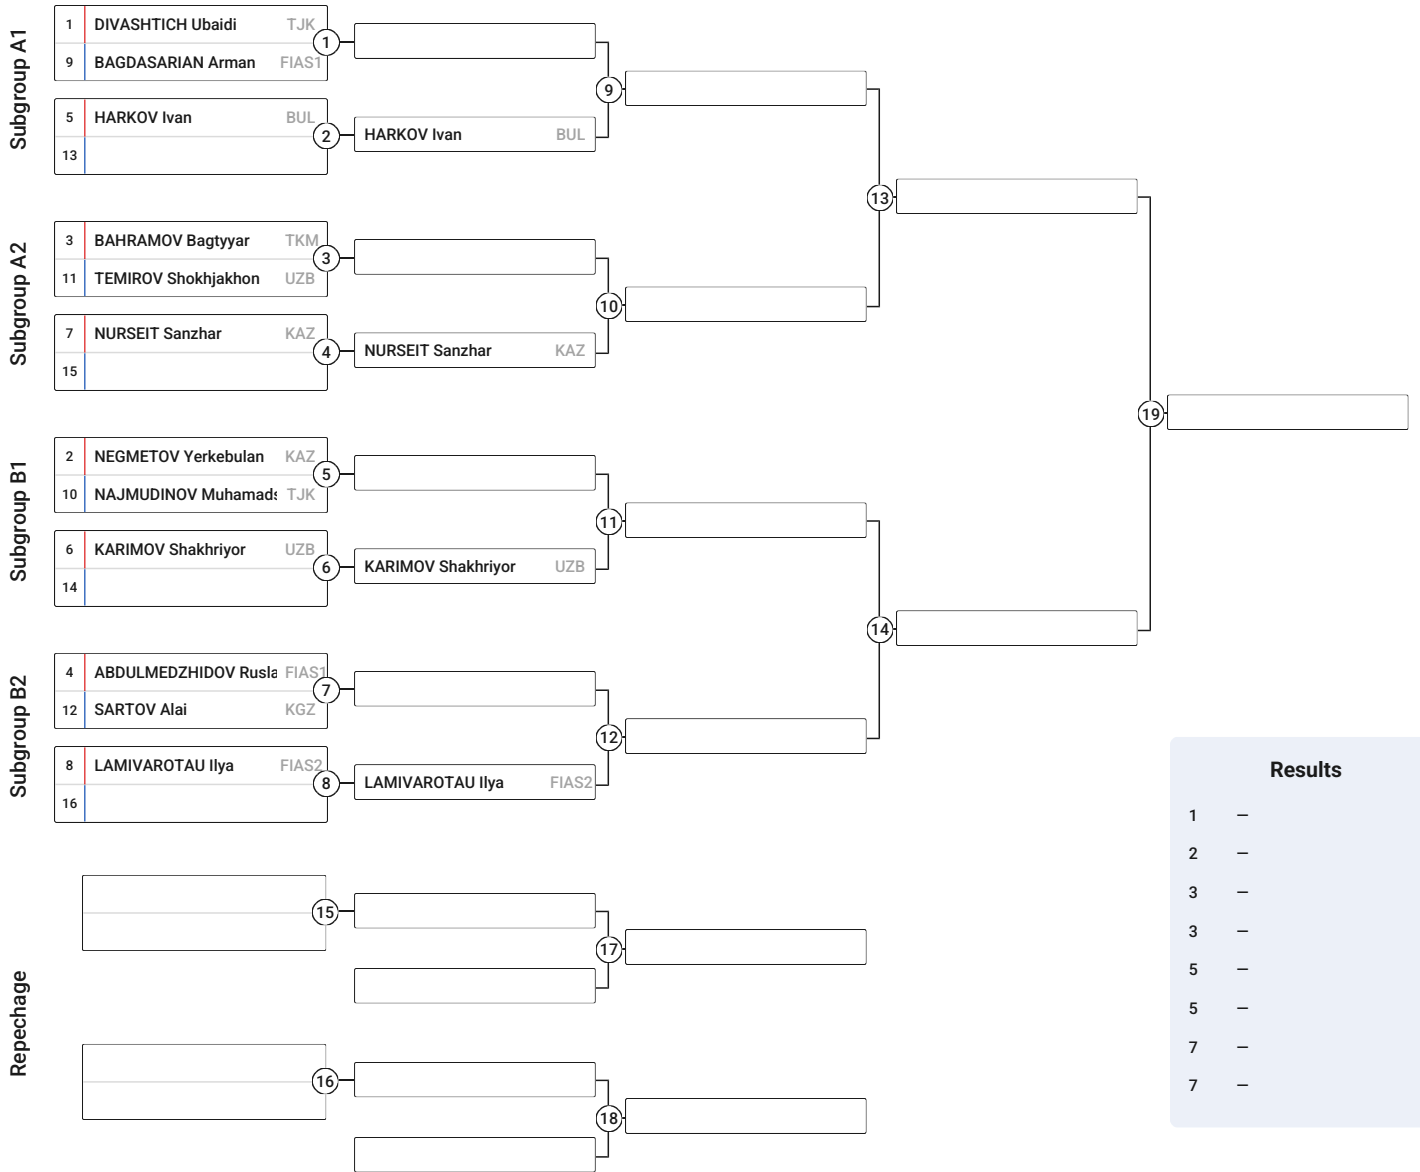 Subgroup A1
1 DIVASHTICH Ubaidi TJK
9 BAGDASARIAN Arman FIAS1
1
5 HARKOV Ivan BUL
13
2
HARKOV Ivan BUL
9
Subgroup A2
3 BAHRAMOV Bagtyyar TKM
11 TEMIROV Shokhjakhon UZB
3
7 NURSEIT Sanzhar KAZ
15
4
NURSEIT Sanzhar KAZ
10
13
Subgroup B1
2 NEGMETOV Yerkebulan KAZ
10 NAJMUDINOV Muhamads TJK
5
6 KARIMOV Shakhriyor UZB
14
6
KARIMOV Shakhriyor UZB
11
Subgroup B2
4 ABDULMEDZHIDOV Rusla FIAS1
12 SARTOV Alai KGZ
7
8 LAMIVAROTAU Ilya FIAS2
16
8
LAMIVAROTAU Ilya FIAS2
12
14
19
Repechage
15
17
16
18
Results
1 –
2 –
3 –
3 –
5 –
5 –
7 –
7 –